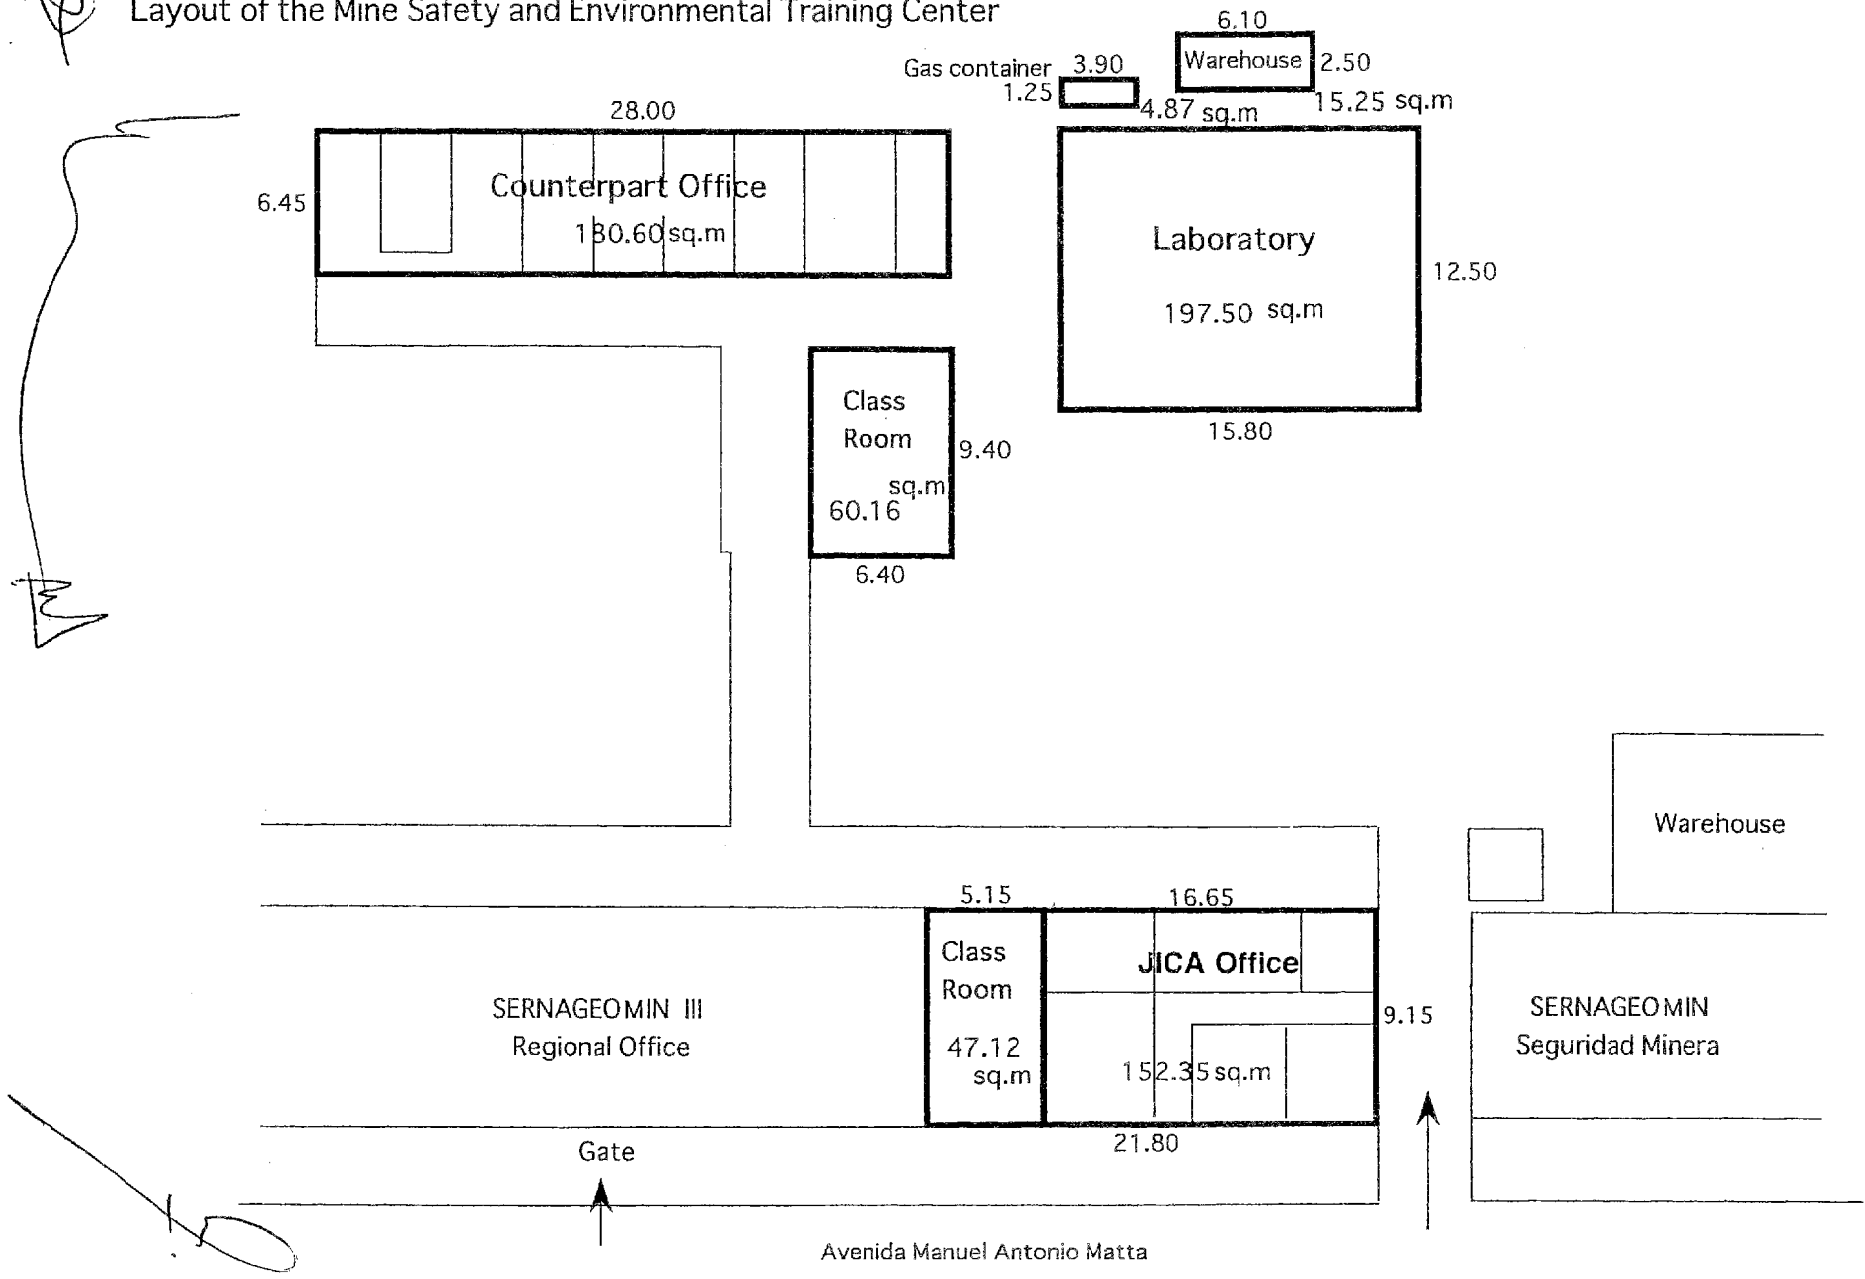 Layout of the Mine Safety and Environmental Training Center
6.10
Gas container 3.90
Warehouse 2.50
1.25
4.87 sq.m
15.25 sq.m
28.00
6.45
Counterpart Office
180.60 sq.m
Laboratory
197.50 sq.m
12.50
15.80
Class
Room
9.40
sq.m
60.16
6.40
Warehouse
5.15
16.65
Class
Room
47.12
sq.m
JICA Office
152.35 sq.m
9.15
21.80
SERNAGEOMIN III
Regional Office
SERNAGEOMIN
Seguridad Minera
Gate
Avenida Manuel Antonio Matta